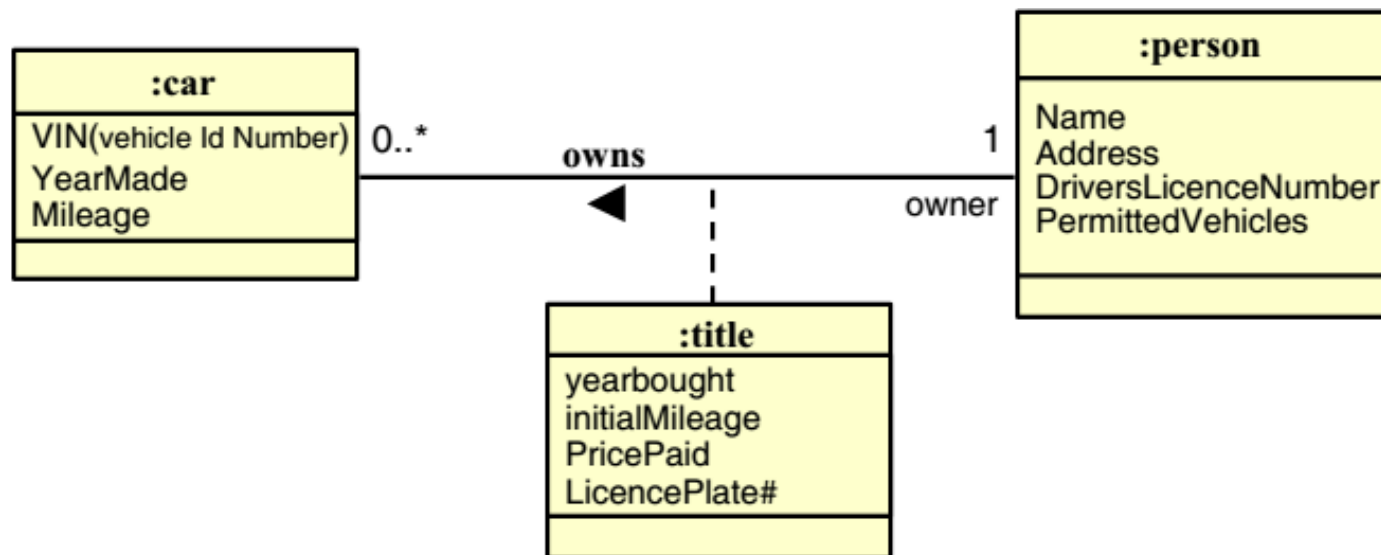 :car
VIN(vehicle Id Number)
YearMade
Mileage
0..*
owns
1
owner
:person
Name
Address
DriversLicenceNumber
PermittedVehicles
:title
yearbought
initialMileage
PricePaid
LicencePlate#